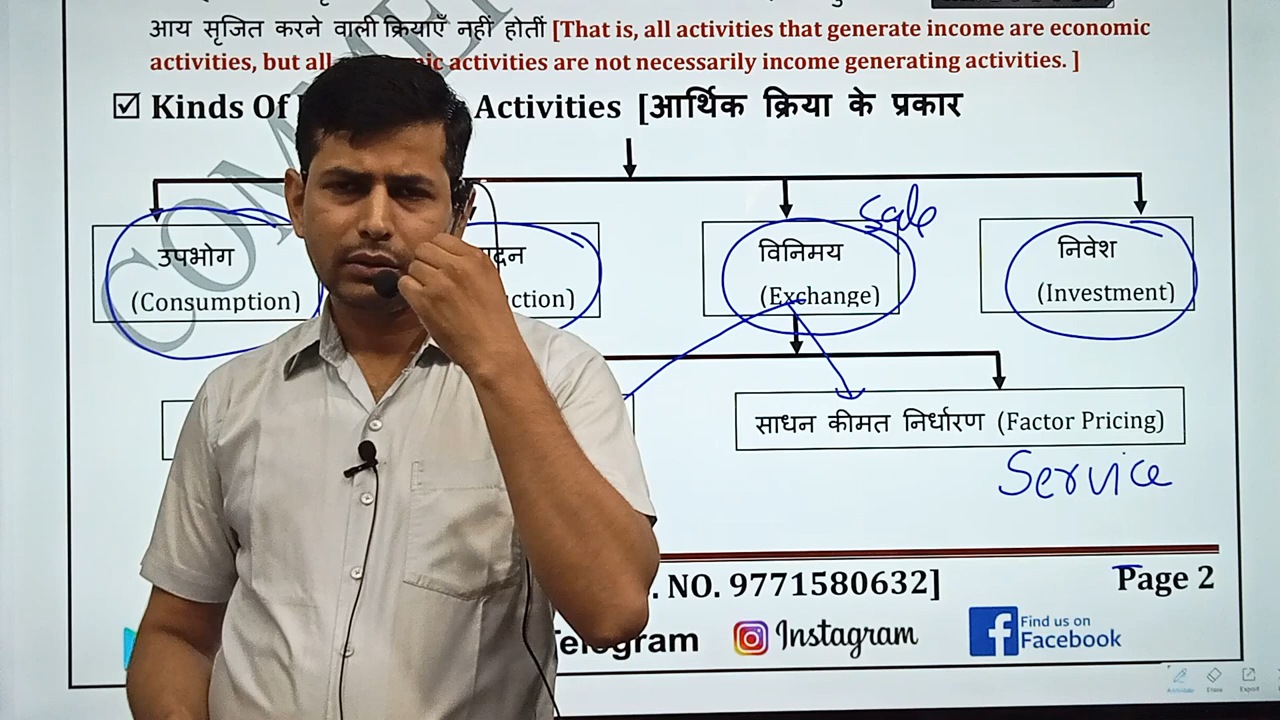 आय सृजित करने वाली क्रियाएँ नहीं होतीं [That is, all activities that generate income are economic
activities, but all activities are not necessarily income generating activities. ]
Kinds Of Activities [आर्थिक क्रिया के प्रकार
Sale
उपभोग
(Consumption)
विनिमय
(Exchange)
निवेश
(Investment)
साधन कीमत निर्धारण (Factor Pricing)
Service
. NO. 9771580632]
Page 2
Telegram
Instagram
Find us on
Facebook
Erase
Export